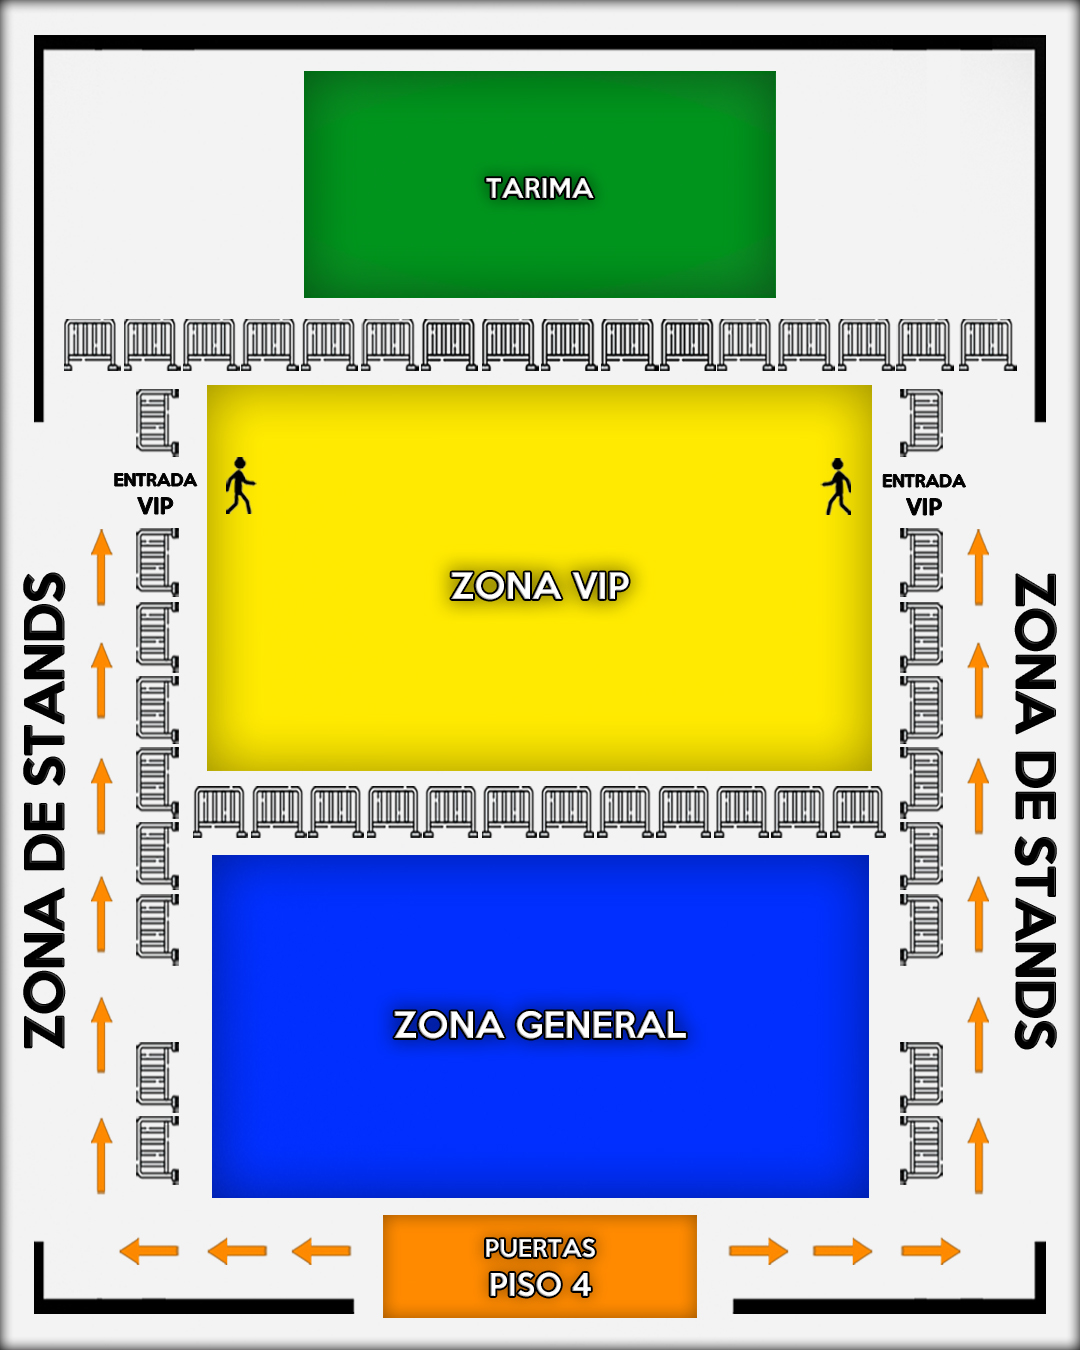 TARIMA
ENTRADA
VIP
ENTRADA
VIP
ZONA VIP
ZONA DE STANDS
ZONA DE STANDS
ZONA GENERAL
PUERTAS
PISO 4